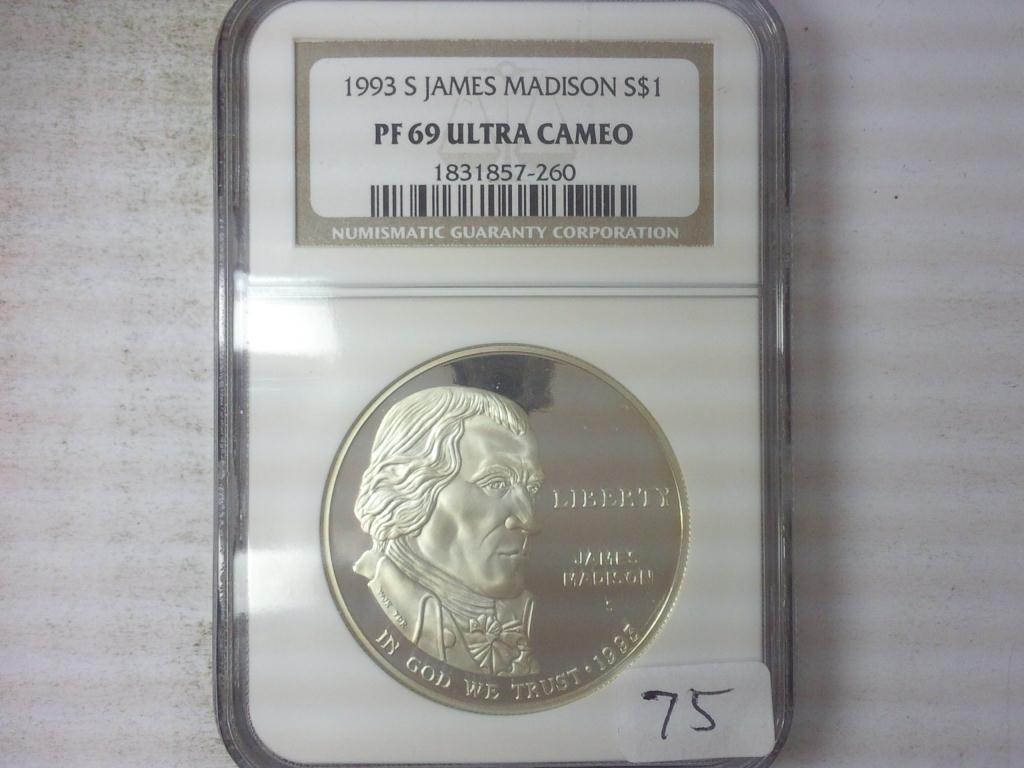 1993 S JAMES MADISON S$1
PF 69 ULTRA CAMEO
1831857-260
NUMISMATIC GUARANTY CORPORATION
LIBERTY
JAMES
MADISON
S
IN GOD WE TRUST · 1993
75